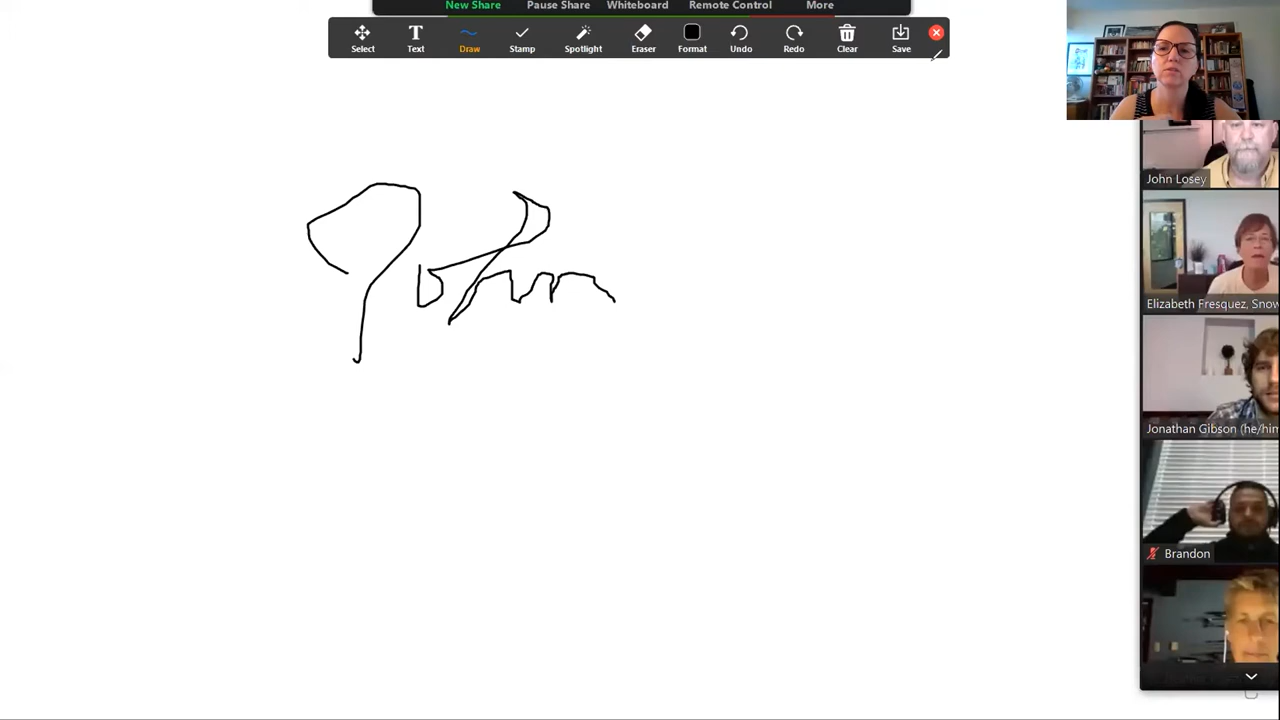 New Share Pause Share Whiteboard Remote Control More
Select Text Draw Stamp Spotlight Eraser Format Undo Redo Clear Save
John
John Losey
Elizabeth Fresquez, Snow
Jonathan Gibson (he/him
Brandon